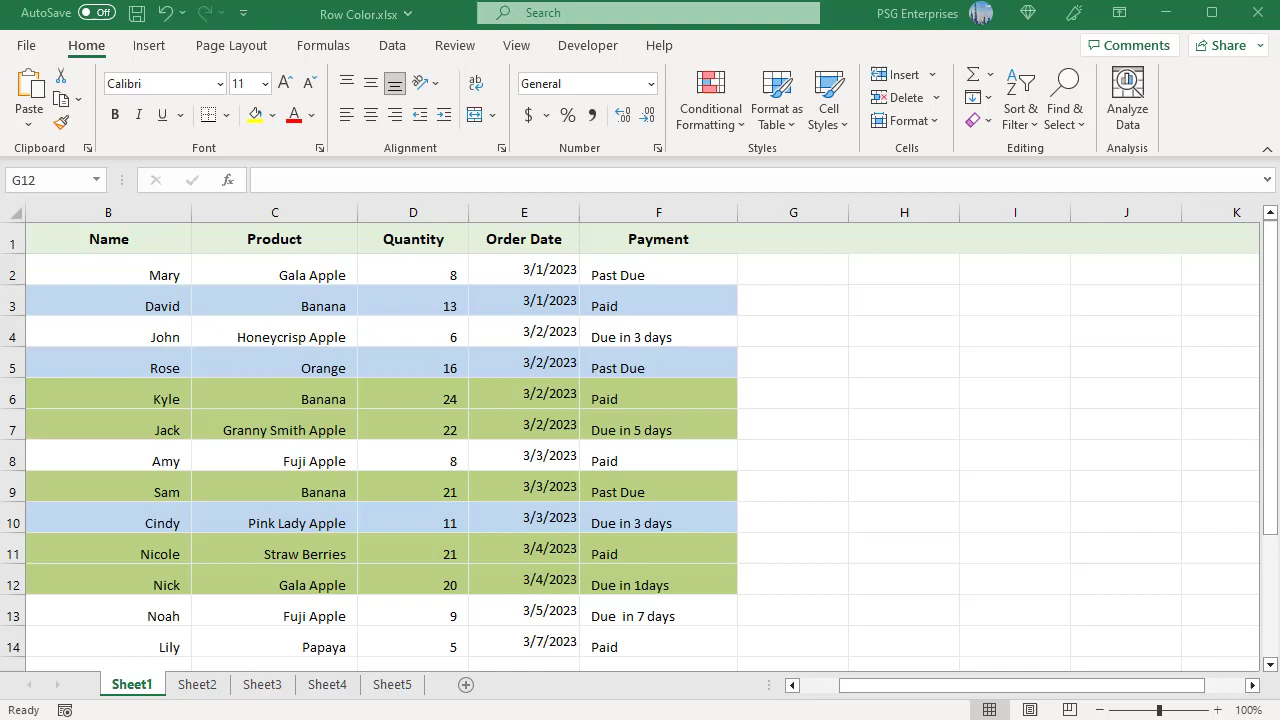 AutoSave Off Row Color.xlsx Search PSG Enterprises
File Home Insert Page Layout Formulas Data Review View Developer Help Comments Share
Paste
Clipboard
Calibri 11
B I U A
Font
ab
Alignment
General
$ % 9
Number
Conditional Formatting
Format as Table
Cell Styles
Styles
Insert
Delete
Format
Cells
Sort & Filter
Find & Select
Editing
Analyze Data
Analysis
G12 fx
B C D E F G H I J K
1 Name Product Quantity Order Date Payment
2 Mary Gala Apple 8 3/1/2023 Past Due
3 David Banana 13 3/1/2023 Paid
4 John Honeycrisp Apple 6 3/2/2023 Due in 3 days
5 Rose Orange 16 3/2/2023 Past Due
6 Kyle Banana 24 3/2/2023 Paid
7 Jack Granny Smith Apple 22 3/2/2023 Due in 5 days
8 Amy Fuji Apple 8 3/3/2023 Paid
9 Sam Banana 21 3/3/2023 Past Due
10 Cindy Pink Lady Apple 11 3/3/2023 Due in 3 days
11 Nicole Straw Berries 21 3/4/2023 Paid
12 Nick Gala Apple 20 3/4/2023 Due in 1days
13 Noah Fuji Apple 9 3/5/2023 Due  in 7 days
14 Lily Papaya 5 3/7/2023 Paid
Sheet1 Sheet2 Sheet3 Sheet4 Sheet5
Ready 100%